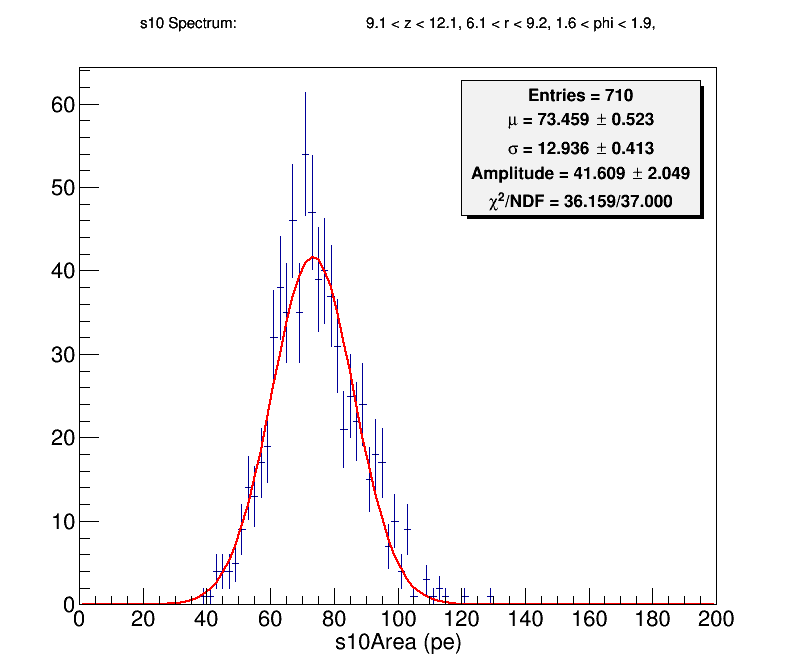 s10 Spectrum: 9.1 < z < 12.1, 6.1 < r < 9.2, 1.6 < phi < 1.9,
Entries = 710
μ = 73.459 ± 0.523
σ = 12.936 ± 0.413
Amplitude = 41.609 ± 2.049
χ²/NDF = 36.159/37.000
60
50
40
30
20
10
0
0 20 40 60 80 100 120 140 160 180 200
s10Area (pe)